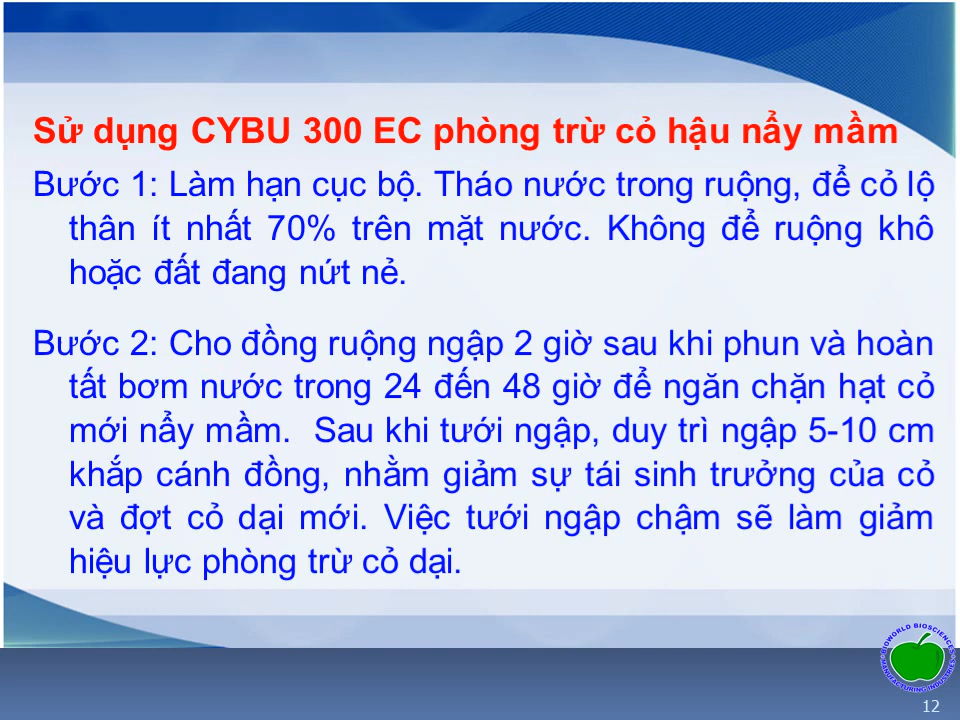 Sử dụng CYBU 300 EC phòng trừ cỏ hậu nẩy mầm
Bước 1: Làm hạn cục bộ. Tháo nước trong ruộng, để cỏ lộ
thân ít nhất 70% trên mặt nước. Không để ruộng khô
hoặc đất đang nứt nẻ.
Bước 2: Cho đồng ruộng ngập 2 giờ sau khi phun và hoàn
tất bơm nước trong 24 đến 48 giờ để ngăn chặn hạt cỏ
mới nẩy mầm.  Sau khi tưới ngập, duy trì ngập 5-10 cm
khắp cánh đồng, nhằm giảm sự tái sinh trưởng của cỏ
và đợt cỏ dại mới. Việc tưới ngập chậm sẽ làm giảm
hiệu lực phòng trừ cỏ dại.
BIOWORLD BIOSCIENCES
MANUFACTURING INDUSTRIES
12